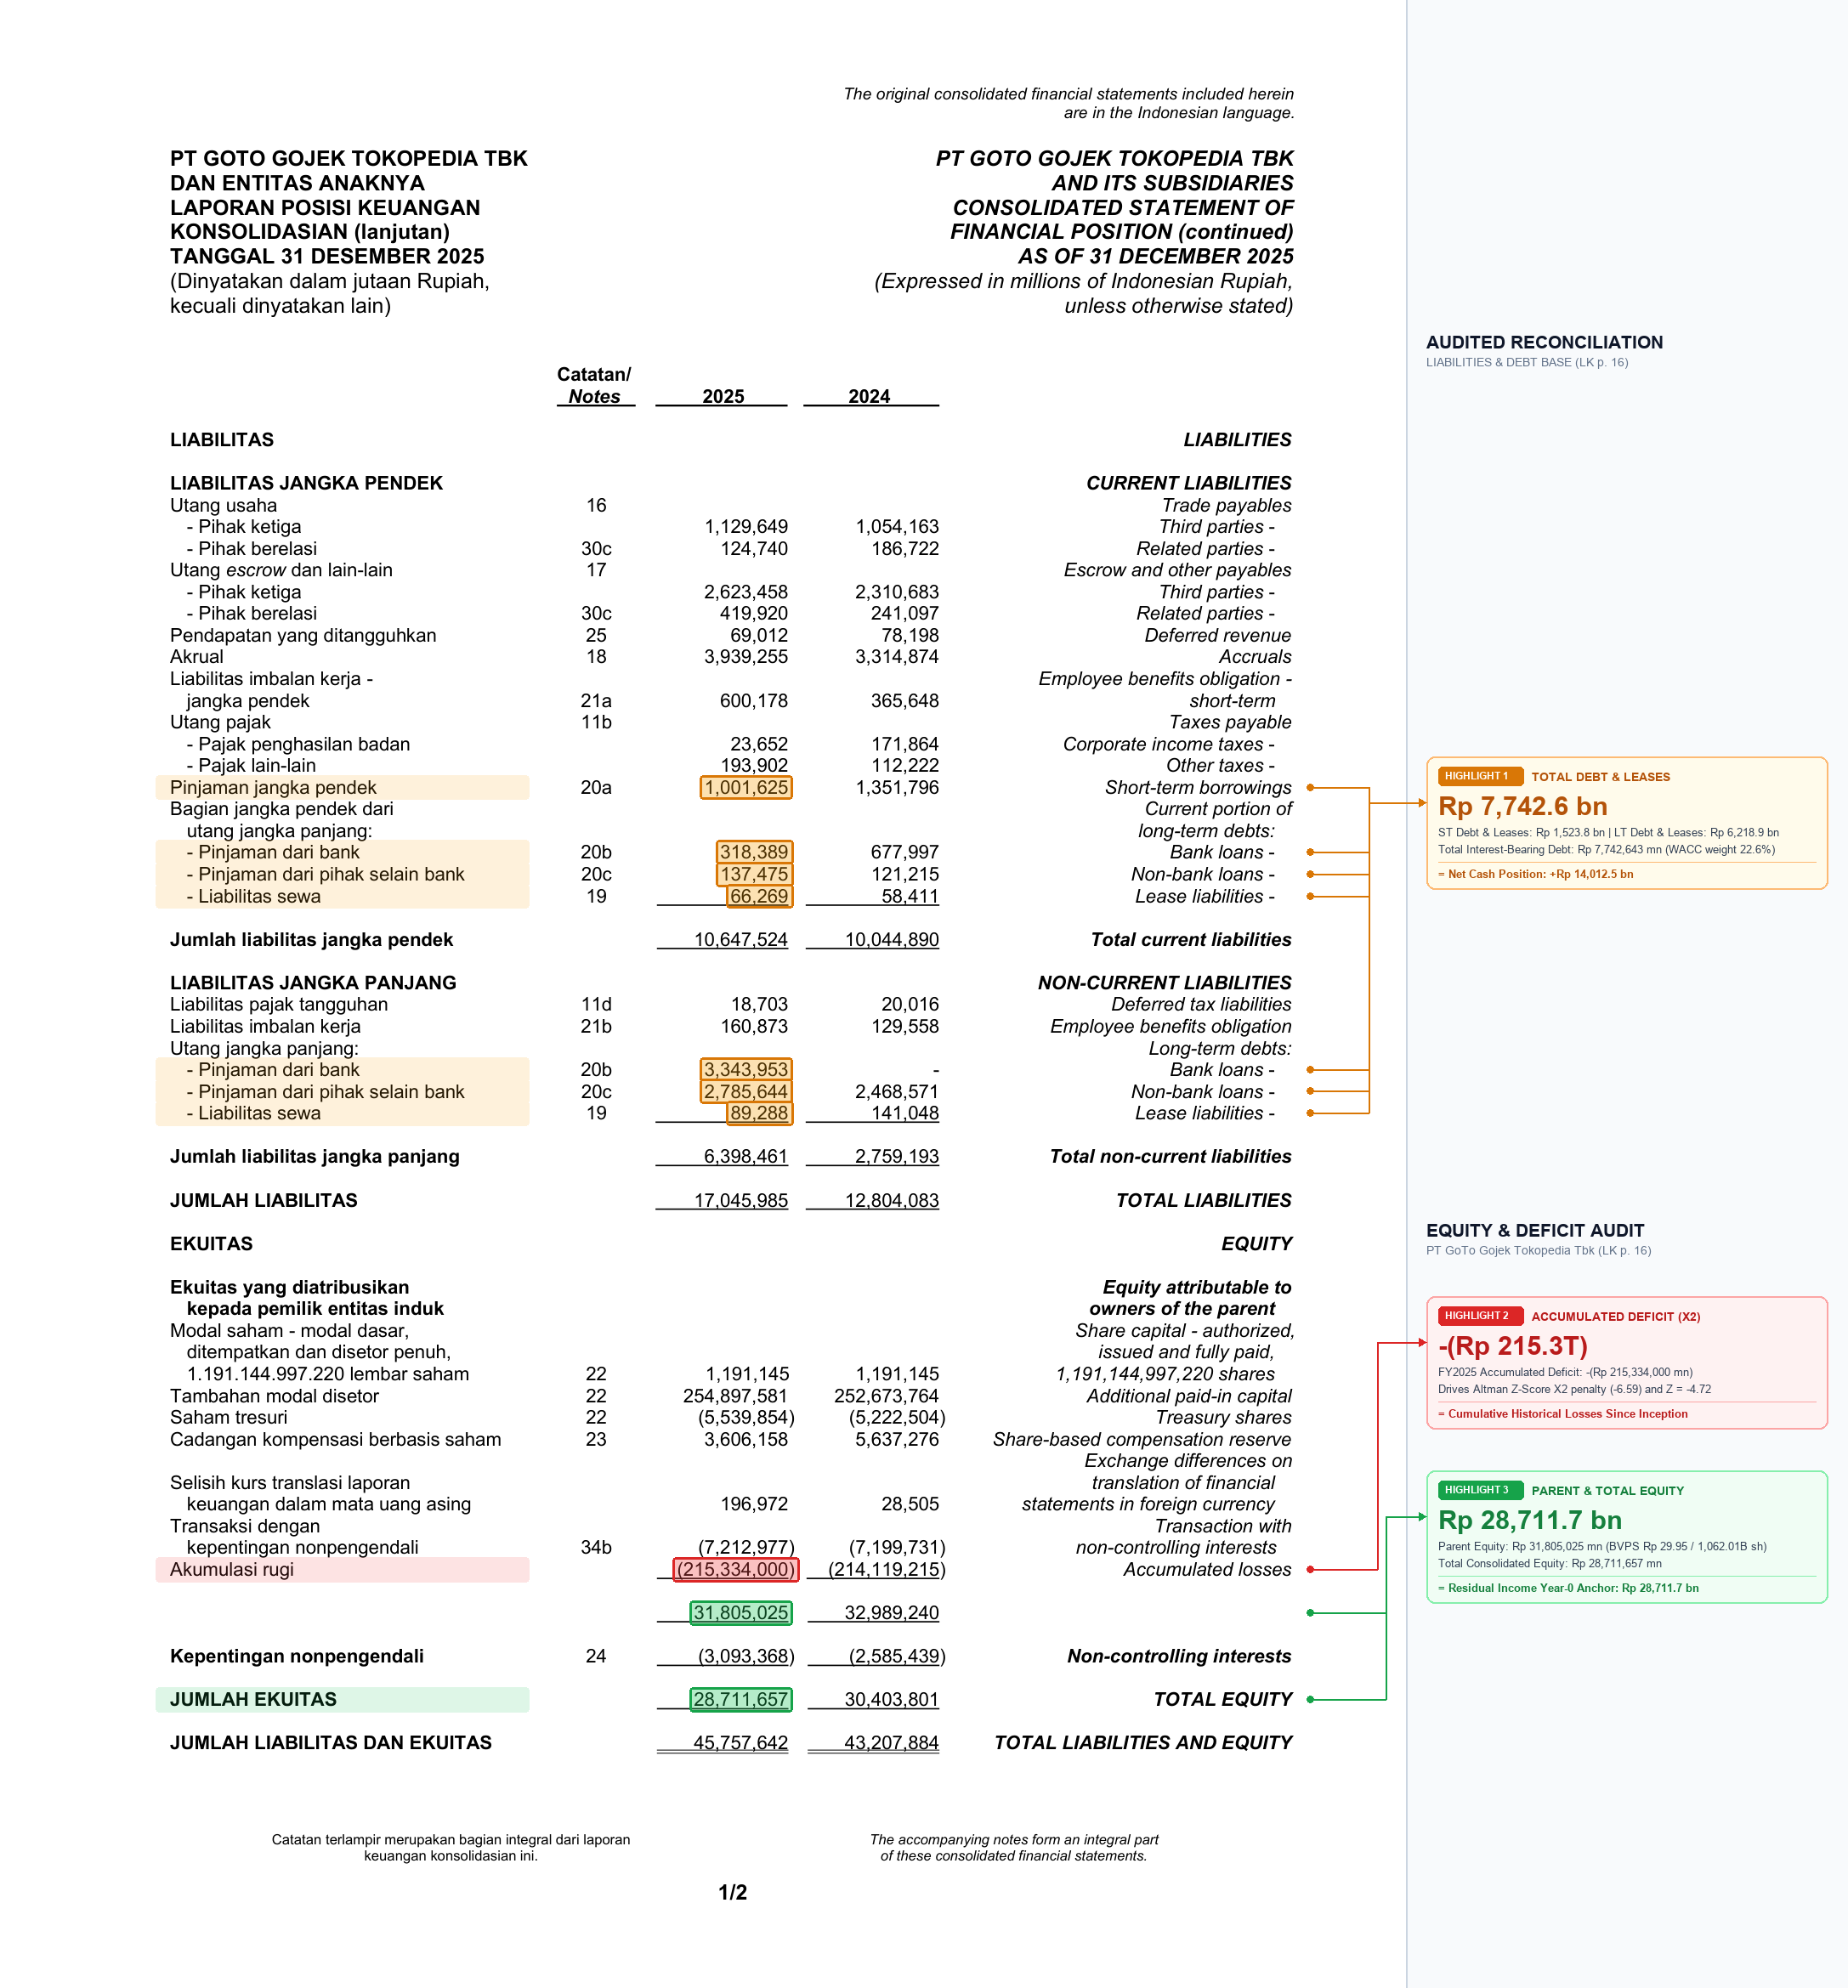 The original consolidated financial statements included herein
are in the Indonesian language.
PT GOTO GOJEK TOKOPEDIA TBK
DAN ENTITAS ANAKNYA
LAPORAN POSISI KEUANGAN
KONSOLIDASIAN (lanjutan)
TANGGAL 31 DESEMBER 2025
(Dinyatakan dalam jutaan Rupiah,
kecuali dinyatakan lain)
PT GOTO GOJEK TOKOPEDIA TBK
AND ITS SUBSIDIARIES
CONSOLIDATED STATEMENT OF
FINANCIAL POSITION (continued)
AS OF 31 DECEMBER 2025
(Expressed in millions of Indonesian Rupiah,
unless otherwise stated)
Catatan/
Notes 2025 2024
LIABILITAS LIABILITIES
LIABILITAS JANGKA PENDEK CURRENT LIABILITIES
Utang usaha 16 Trade payables
- Pihak ketiga 1,129,649 1,054,163 Third parties -
- Pihak berelasi 30c 124,740 186,722 Related parties -
Utang escrow dan lain-lain 17 Escrow and other payables
- Pihak ketiga 2,623,458 2,310,683 Third parties -
- Pihak berelasi 30c 419,920 241,097 Related parties -
Pendapatan yang ditangguhkan 25 69,012 78,198 Deferred revenue
Akrual 18 3,939,255 3,314,874 Accruals
Liabilitas imbalan kerja - Employee benefits obligation -
jangka pendek 21a 600,178 365,648 short-term
Utang pajak 11b Taxes payable
- Pajak penghasilan badan 23,652 171,864 Corporate income taxes -
- Pajak lain-lain 193,902 112,222 Other taxes -
Pinjaman jangka pendek 20a 1,001,625 1,351,796 Short-term borrowings
Bagian jangka pendek dari Current portion of
utang jangka panjang: long-term debts:
- Pinjaman dari bank 20b 318,389 677,997 Bank loans -
- Pinjaman dari pihak selain bank 20c 137,475 121,215 Non-bank loans -
- Liabilitas sewa 19 66,269 58,411 Lease liabilities -
Jumlah liabilitas jangka pendek 10,647,524 10,044,890 Total current liabilities
LIABILITAS JANGKA PANJANG NON-CURRENT LIABILITIES
Liabilitas pajak tangguhan 11d 18,703 20,016 Deferred tax liabilities
Liabilitas imbalan kerja 21b 160,873 129,558 Employee benefits obligation
Utang jangka panjang: Long-term debts:
- Pinjaman dari bank 20b 3,343,953 - Bank loans -
- Pinjaman dari pihak selain bank 20c 2,785,644 2,468,571 Non-bank loans -
- Liabilitas sewa 19 89,288 141,048 Lease liabilities -
Jumlah liabilitas jangka panjang 6,398,461 2,759,193 Total non-current liabilities
JUMLAH LIABILITAS 17,045,985 12,804,083 TOTAL LIABILITIES
EKUITAS EQUITY
Ekuitas yang diatribusikan Equity attributable to
kepada pemilik entitas induk owners of the parent
Modal saham - modal dasar, Share capital - authorized,
ditempatkan dan disetor penuh, issued and fully paid,
1.191.144.997.220 lembar saham 22 1,191,145 1,191,145 1,191,144,997,220 shares
Tambahan modal disetor 22 254,897,581 252,673,764 Additional paid-in capital
Saham tresuri 22 (5,539,854) (5,222,504) Treasury shares
Cadangan kompensasi berbasis saham 23 3,606,158 5,637,276 Share-based compensation reserve
Exchange differences on
Selisih kurs translasi laporan translation of financial
keuangan dalam mata uang asing 196,972 28,505 statements in foreign currency
Transaksi dengan Transaction with
kepentingan nonpengendali 34b (7,212,977) (7,199,731) non-controlling interests
Akumulasi rugi (215,334,000) (214,119,215) Accumulated losses
31,805,025 32,989,240
Kepentingan nonpengendali 24 (3,093,368) (2,585,439) Non-controlling interests
JUMLAH EKUITAS 28,711,657 30,403,801 TOTAL EQUITY
JUMLAH LIABILITAS DAN EKUITAS 45,757,642 43,207,884 TOTAL LIABILITIES AND EQUITY
Catatan terlampir merupakan bagian integral dari laporan
keuangan konsolidasian ini.
The accompanying notes form an integral part
of these consolidated financial statements.
1/2
AUDITED RECONCILIATION
LIABILITIES & DEBT BASE (LK p. 16)
HIGHLIGHT 1 TOTAL DEBT & LEASES
Rp 7,742.6 bn
ST Debt & Leases: Rp 1,523.8 bn | LT Debt & Leases: Rp 6,218.9 bn
Total Interest-Bearing Debt: Rp 7,742,643 mn (WACC weight 22.6%)
= Net Cash Position: +Rp 14,012.5 bn
EQUITY & DEFICIT AUDIT
PT GoTo Gojek Tokopedia Tbk (LK p. 16)
HIGHLIGHT 2 ACCUMULATED DEFICIT (X2)
-(Rp 215.3T)
FY2025 Accumulated Deficit: -(Rp 215,334,000 mn)
Drives Altman Z-Score X2 penalty (-6.59) and Z = -4.72
= Cumulative Historical Losses Since Inception
HIGHLIGHT 3 PARENT & TOTAL EQUITY
Rp 28,711.7 bn
Parent Equity: Rp 31,805,025 mn (BVPS Rp 29.95 / 1,062.01B sh)
Total Consolidated Equity: Rp 28,711,657 mn
= Residual Income Year-0 Anchor: Rp 28,711.7 bn